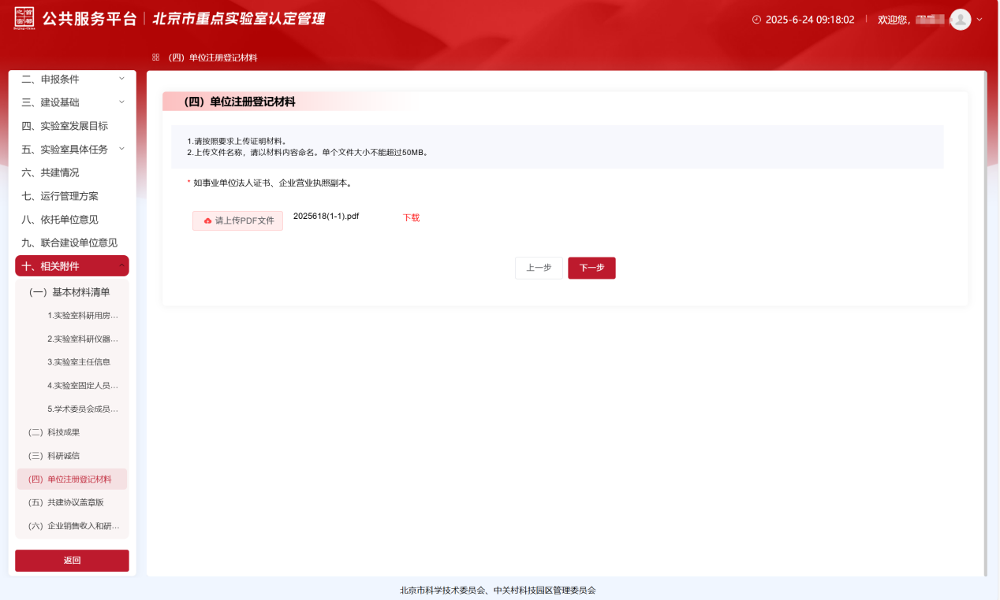 首都之窗
Beijing-China
公共服务平台
北京市重点实验室认定管理
2025-6-24 09:18:02
欢迎您，
（四）单位注册登记材料
二、申报条件
三、建设基础
四、实验室发展目标
五、实验室具体任务
六、共建情况
七、运行管理方案
八、依托单位意见
九、联合建设单位意见
十、相关附件
（一）基本材料清单
1.实验室科研用房...
2.实验室科研仪器...
3.实验室主任信息
4.实验室固定人员...
5.学术委员会成员...
（二）科技成果
（三）科研诚信
（四）单位注册登记材料
（五）共建协议盖章版
（六）企业销售收入和研...
返回
（四）单位注册登记材料
1.请按照要求上传证明材料。
2.上传文件名称，请以材料内容命名。单个文件大小不能超过50MB。
* 如事业单位法人证书、企业营业执照副本。
请上传PDF文件
2025618(1-1).pdf
下载
上一步
下一步
北京市科学技术委员会、中关村科技园区管理委员会